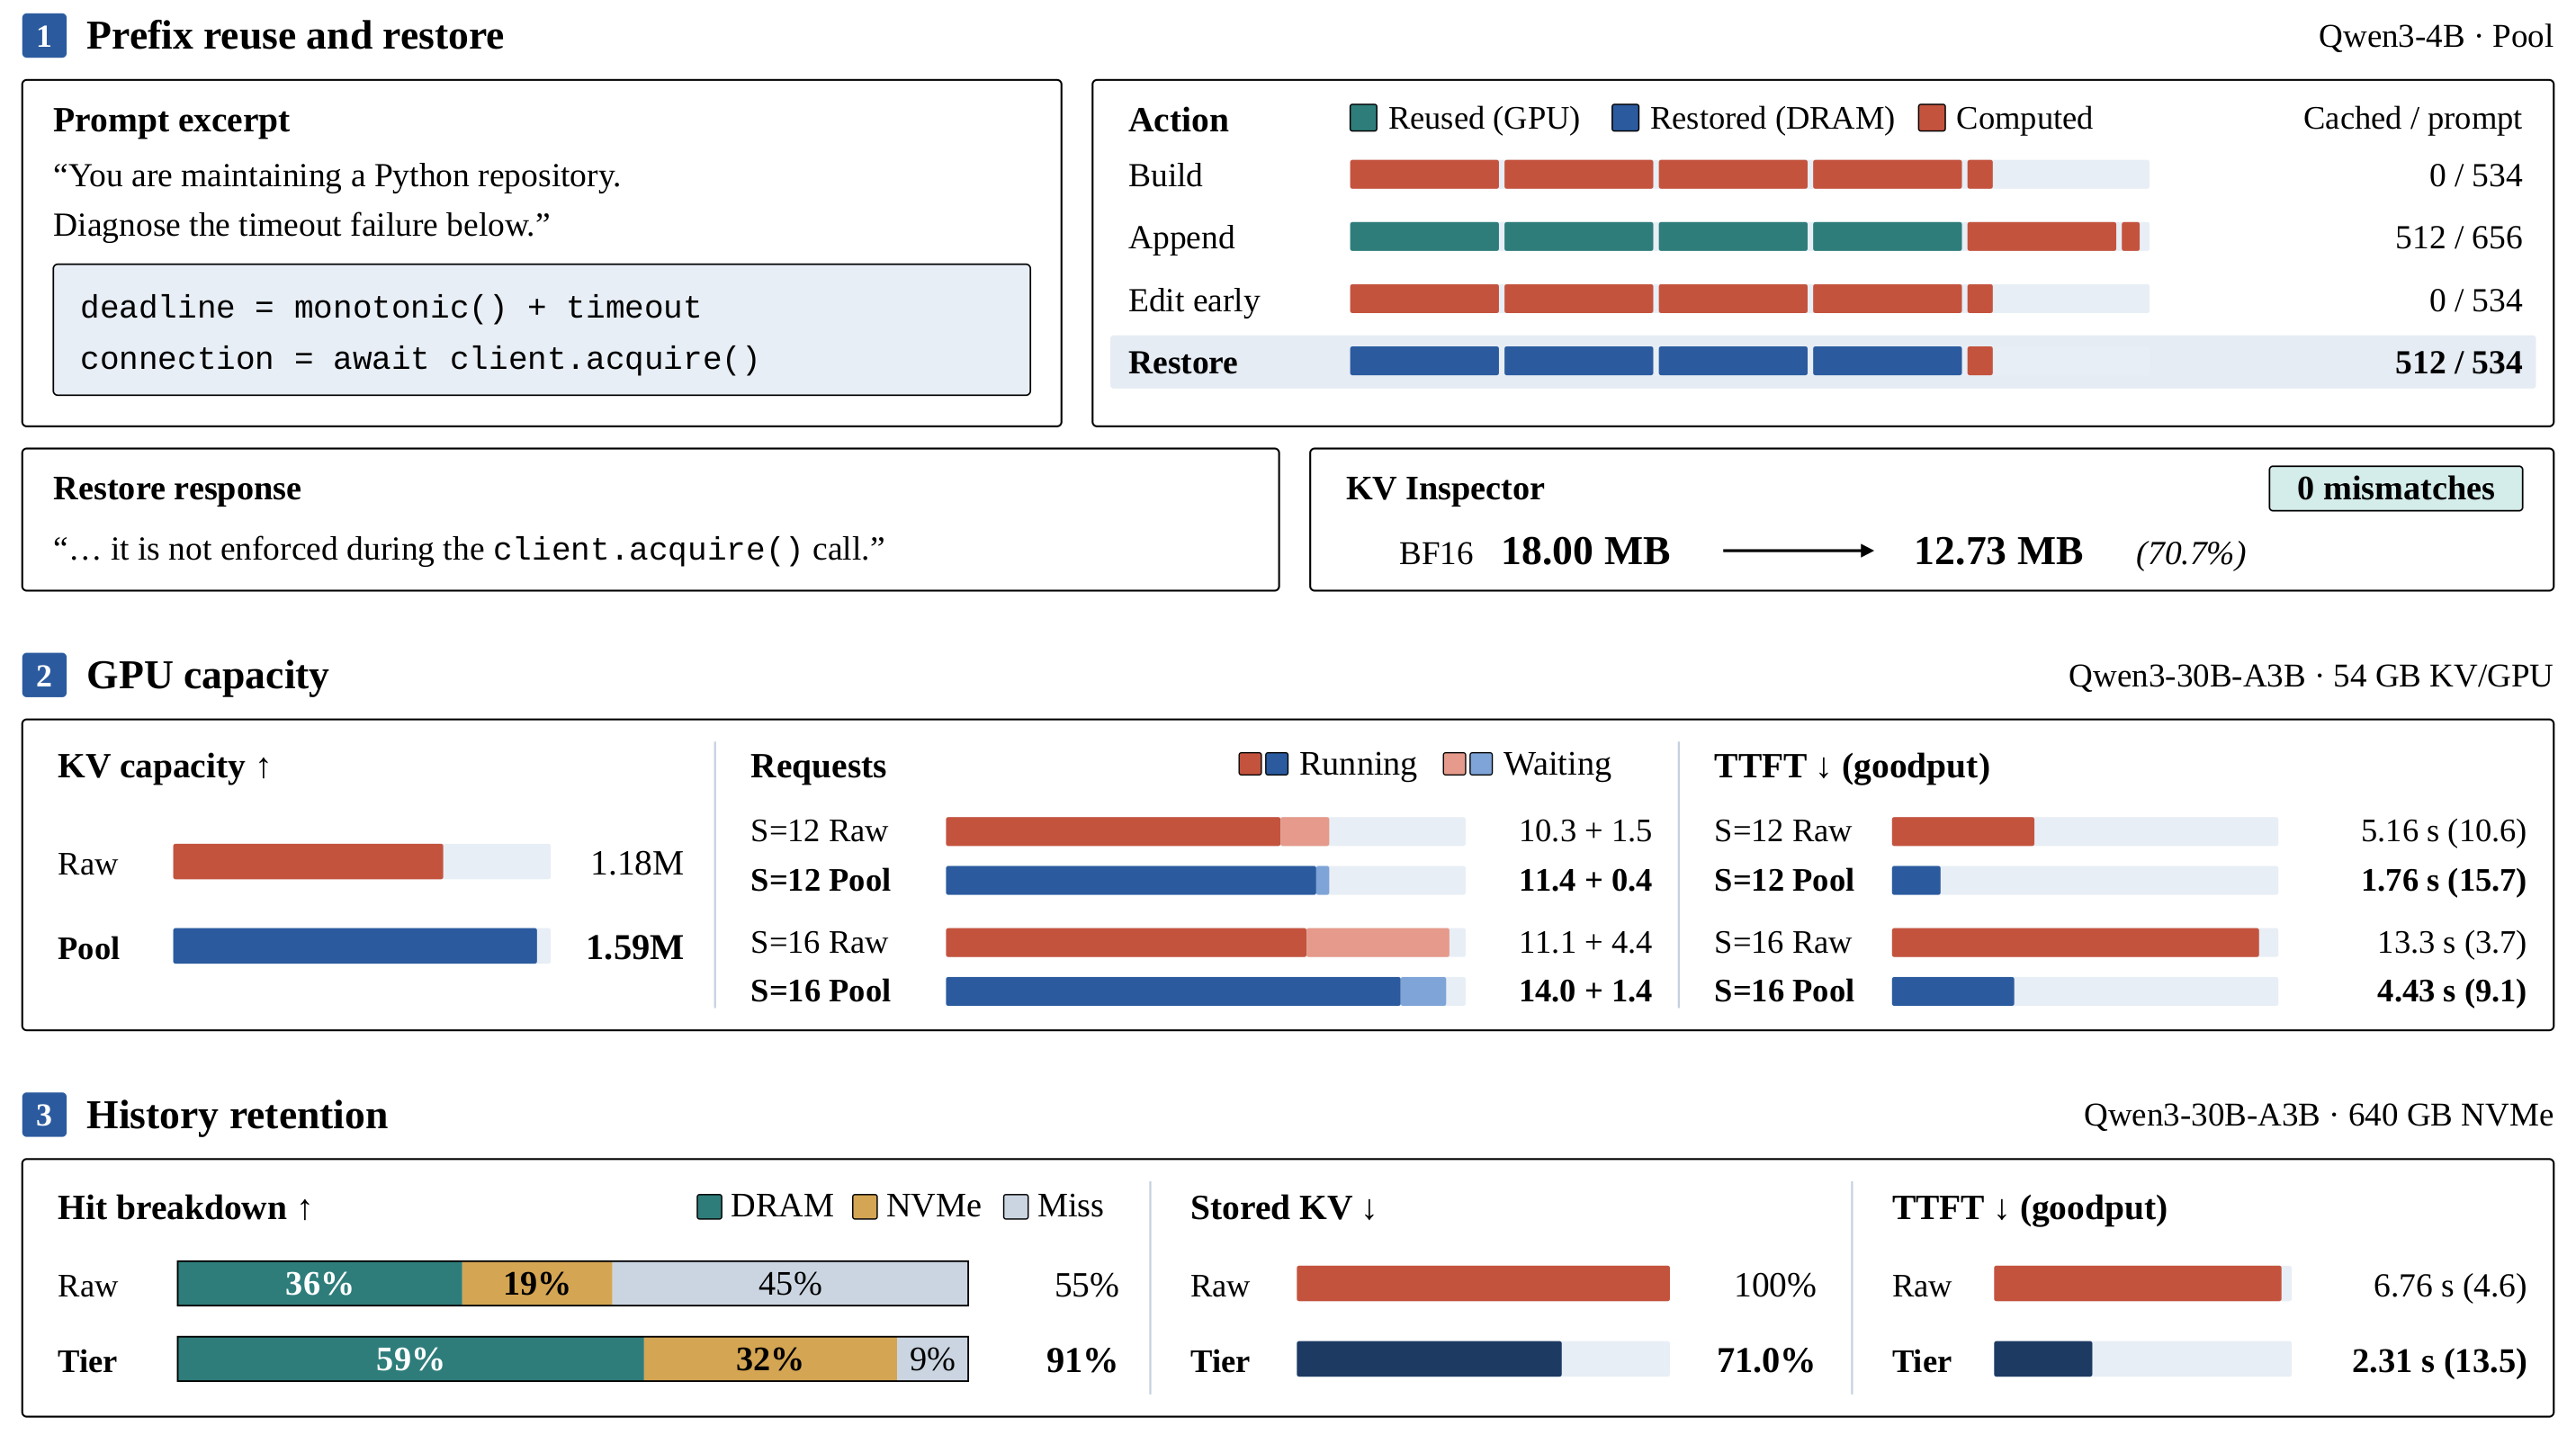 1 Prefix reuse and restore
Qwen3-4B · Pool
Prompt excerpt
“You are maintaining a Python repository.
Diagnose the timeout failure below.”
deadline = monotonic() + timeout
connection = await client.acquire()
Action Reused (GPU) Restored (DRAM) Computed Cached / prompt
Build 0 / 534
Append 512 / 656
Edit early 0 / 534
Restore 512 / 534
Restore response
“… it is not enforced during the client.acquire() call.”
KV Inspector 0 mismatches
BF16 18.00 MB → 12.73 MB (70.7%)
2 GPU capacity
Qwen3-30B-A3B · 54 GB KV/GPU
KV capacity ↑
Raw 1.18M
Pool 1.59M
Requests Running Waiting
S=12 Raw 10.3 + 1.5
S=12 Pool 11.4 + 0.4
S=16 Raw 11.1 + 4.4
S=16 Pool 14.0 + 1.4
TTFT ↓ (goodput)
S=12 Raw 5.16 s (10.6)
S=12 Pool 1.76 s (15.7)
S=16 Raw 13.3 s (3.7)
S=16 Pool 4.43 s (9.1)
3 History retention
Qwen3-30B-A3B · 640 GB NVMe
Hit breakdown ↑ DRAM NVMe Miss
Raw 36% 19% 45% 55%
Tier 59% 32% 9% 91%
Stored KV ↓
Raw 100%
Tier 71.0%
TTFT ↓ (goodput)
Raw 6.76 s (4.6)
Tier 2.31 s (13.5)